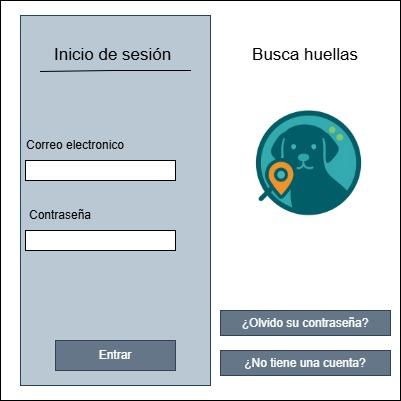 Inicio de sesión
Busca huellas
Correo electronico
Contraseña
¿Olvido su contraseña?
Entrar
¿No tiene una cuenta?